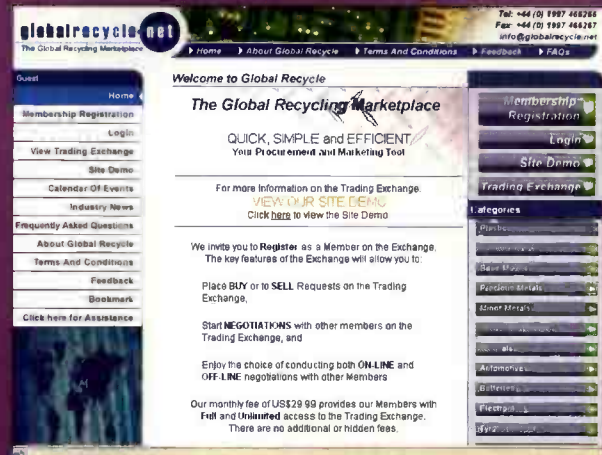 globalrecycle.net
The Global Recycling Marketplace
Tel: +44 (0) 1997 466266
Fax: +44 (0) 1997 466267
info@globalrecycle.net
Home
About Global Recycle
Terms And Conditions
Feedback
FAQs
Guest
Home
Membership Registration
Login
View Trading Exchange
Site Demo
Calendar Of Events
Industry News
Frequently Asked Questions
About Global Recycle
Terms And Conditions
Feedback
Bookmark
Click here for Assistance
Welcome to Global Recycle
The Global Recycling Marketplace
QUICK, SIMPLE and EFFICIENT
Your Procurement and Marketing Tool
For more Information on the Trading Exchange.
VIEW OUR SITE DEMO
Click here to view the Site Demo
We invite you to Register as a Member on the Exchange.
The key features of the Exchange will allow you to:
Place BUY or to SELL Requests on the Trading
Exchange,
Start NEGOTIATIONS with other members on the
Trading Exchange, and
Enjoy the choice of conducting both ON-LINE and
OFF-LINE negotiations with other Members
Our monthly fee of US$29.99 provides our Members with
Full and Unlimited access to the Trading Exchange.
There are no additional or hidden fees.
Membership
Registration
Login
Site Demo
Trading Exchange
Categories
Plastics
Base Metals
Precious Metals
Minor Metals
Automotive
Batteries